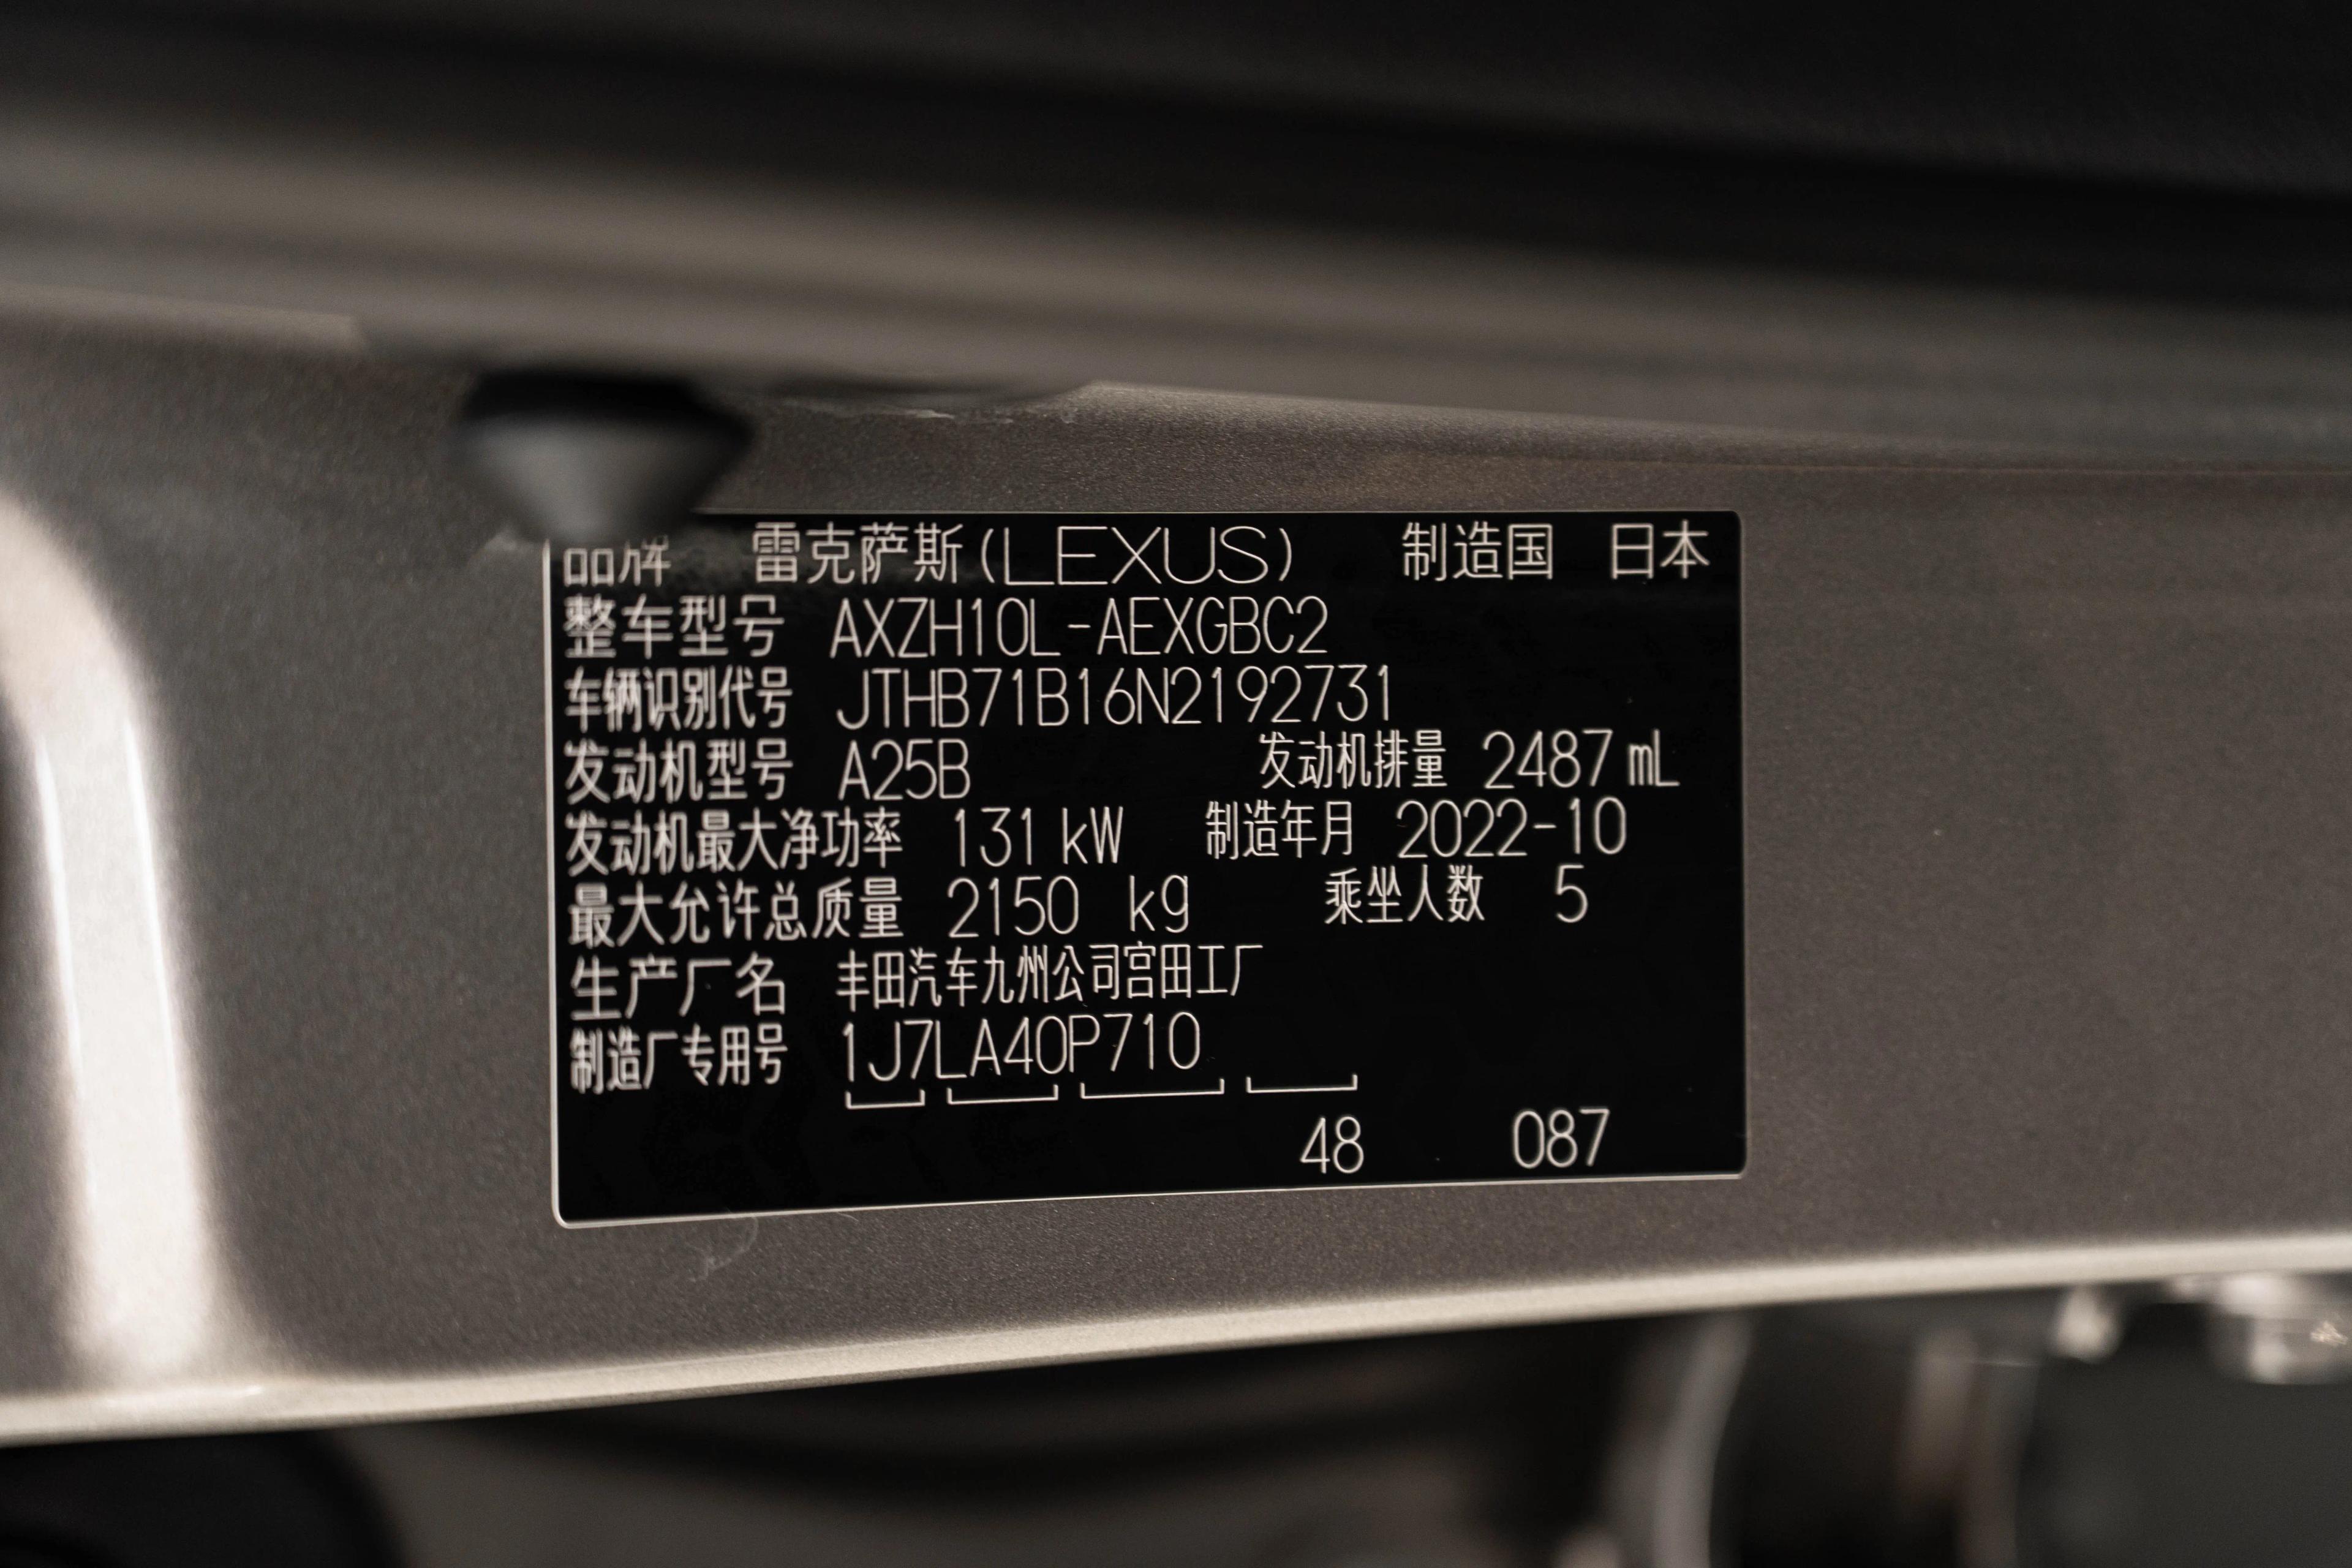 品牌 雷克萨斯(LEXUS) 制造国 日本
整车型号 AXZH10L-AEXGBC2
车辆识别代号 JTHB71B16N2192731
发动机型号 A25B 发动机排量 2487 mL
发动机最大净功率 131 kW 制造年月 2022-10
最大允许总质量 2150 kg 乘坐人数 5
生产厂名 丰田汽车九州公司宫田工厂
制造厂专用号 1J7LA40P710
48 087